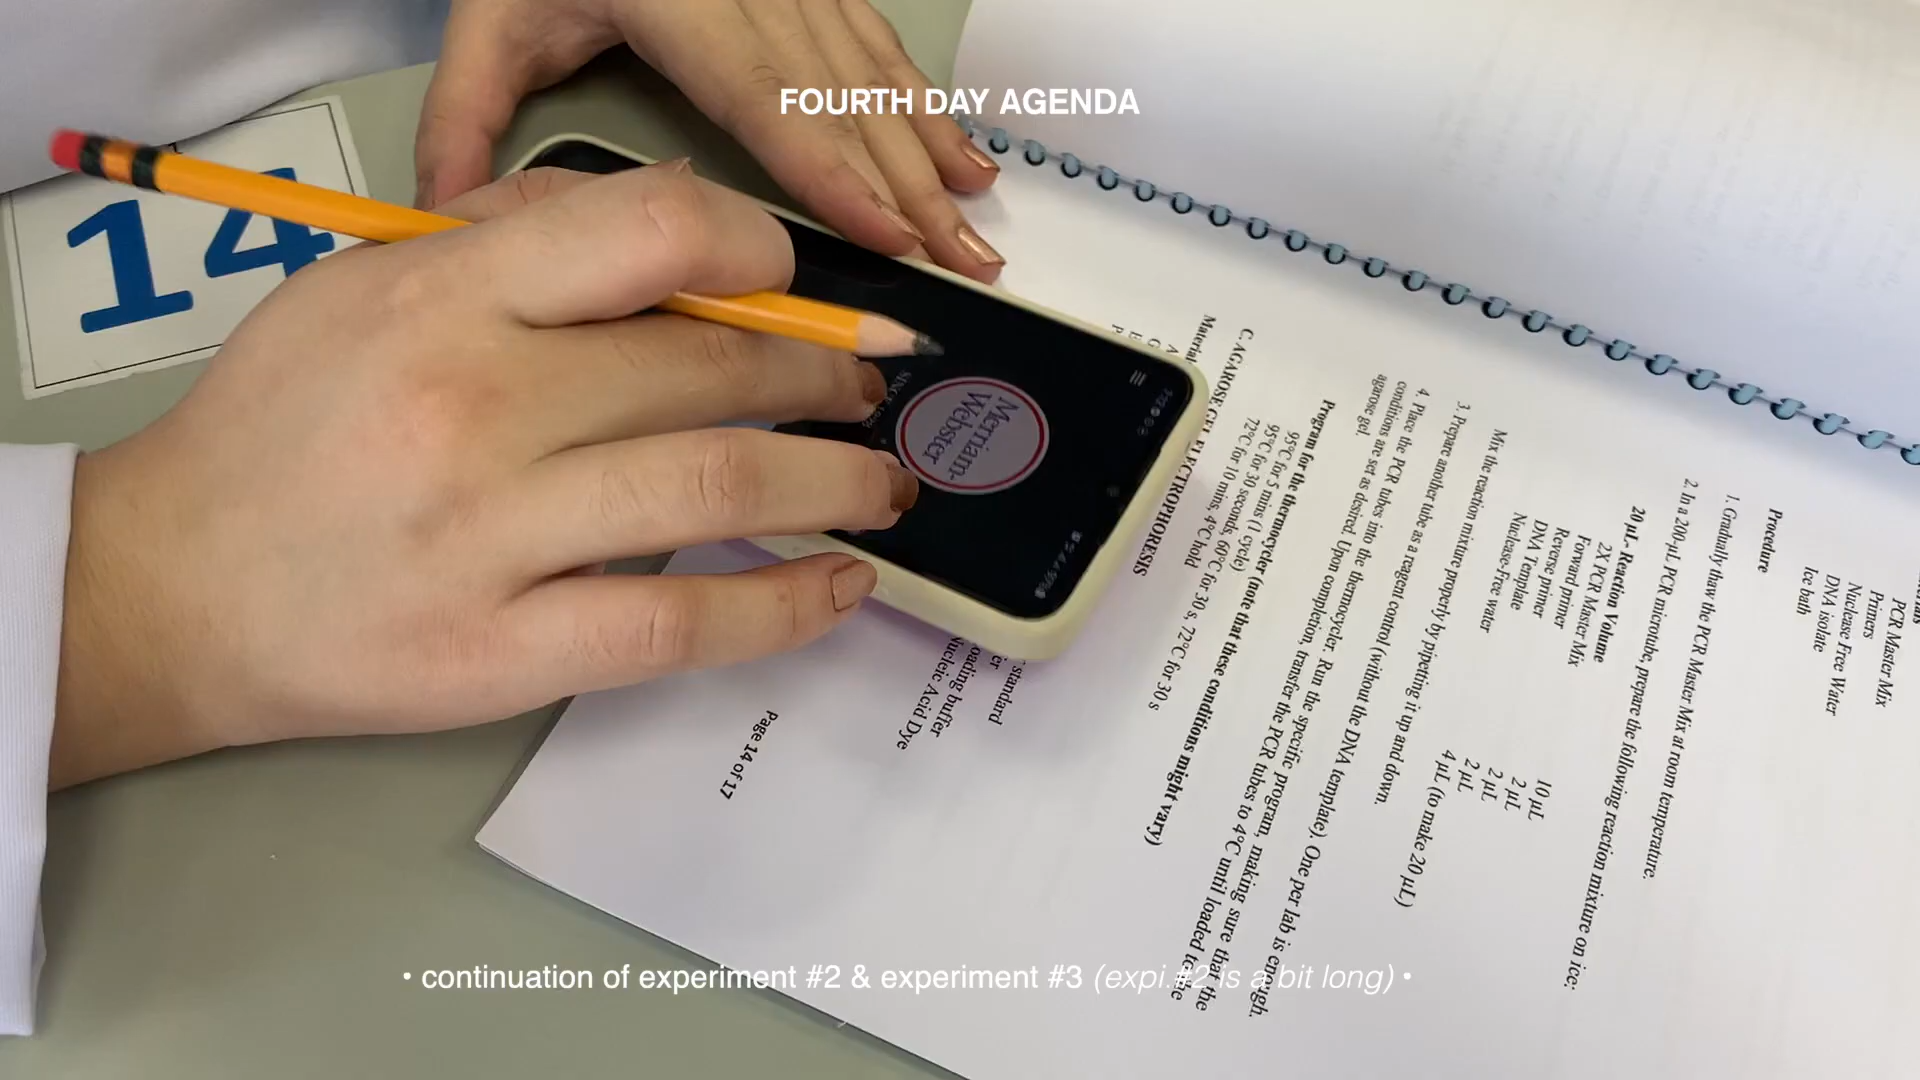 FOURTH DAY AGENDA
14
Merriam-
Webster
SINCE
PCR Master Mix
Primers
Nuclease Free Water
DNA isolate
Ice bath
Procedure
1. Gradually thaw the PCR Master Mix at room temperature.
2. In a 200-µL PCR microtube, prepare the following reaction mixture on ice:
20 µL- Reaction Volume
2X PCR Master Mix 10 µL
Forward primer 2 µL
Reverse primer 2 µL
DNA Template 2 µL
Nuclease-Free water 4 µL (to make 20 µL)
Mix the reaction mixture properly by pipetting it up and down.
3. Prepare another tube as a reagent control (without the DNA template). One per lab is enough.
4. Place the PCR tubes into the thermocycler. Run the specific program, making sure that the
conditions are set as desired. Upon completion, transfer the PCR tubes to 4°C until loaded to the
agarose gel.
Program for the thermocycler (note that these conditions might vary)
95°C for 5 mins (1 cycle)
95°C for 30 seconds, 60°C for 30 s, 72°C for 30 s
72°C for 10 mins, 4°C hold
C. AGAROSE GEL ELECTROPHORESIS
standard
buffer
Nucleic Acid Dye
Page 14 of 17
• continuation of experiment #2 & experiment #3 (expi.#2 is a bit long) •